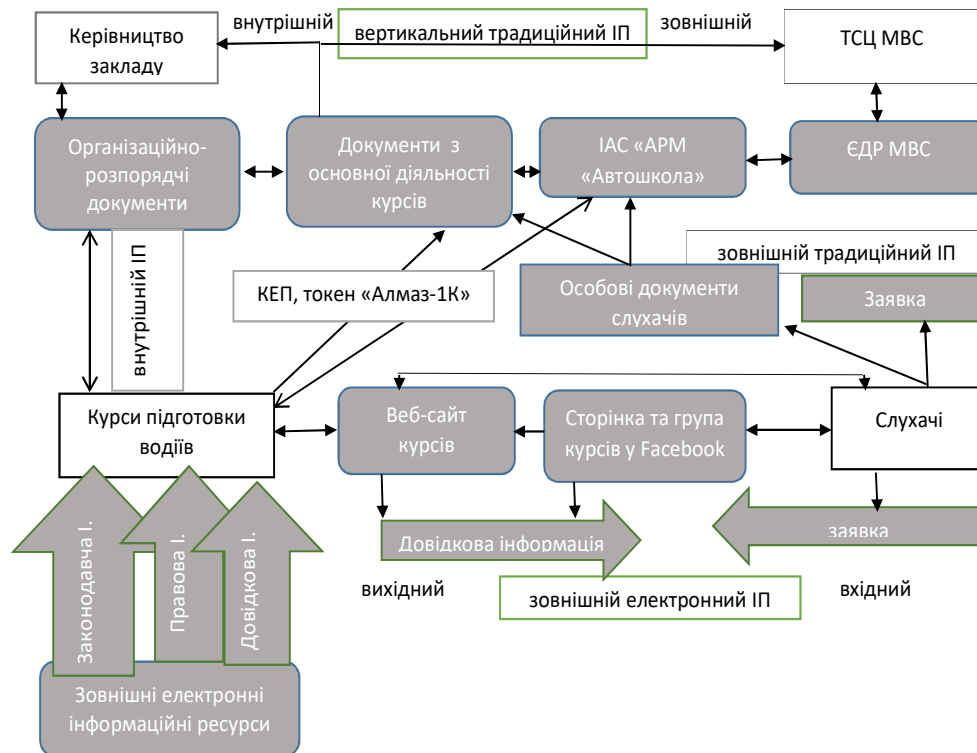 внутрішній
вертикальний традиційний ІП
зовнішній
Керівництво
закладу
ТСЦ МВС
Організаційно-
розпорядчі
документи
Документи з
основної діяльності
курсів
ІАС «АРМ
«Автошкола»
ЄДР МВС
внутрішній ІП
КЕП, токен «Алмаз-1К»
зовнішній традиційний ІП
Особові документи
слухачів
Заявка
Курси підготовки
водіїв
Веб-сайт
курсів
Сторінка та група
курсів у Facebook
Слухачі
Законодавча І.
Правова І.
Довідкова І.
Довідкова інформація
заявка
вихідний
зовнішній електронний ІП
вхідний
Зовнішні електронні
інформаційні ресурси